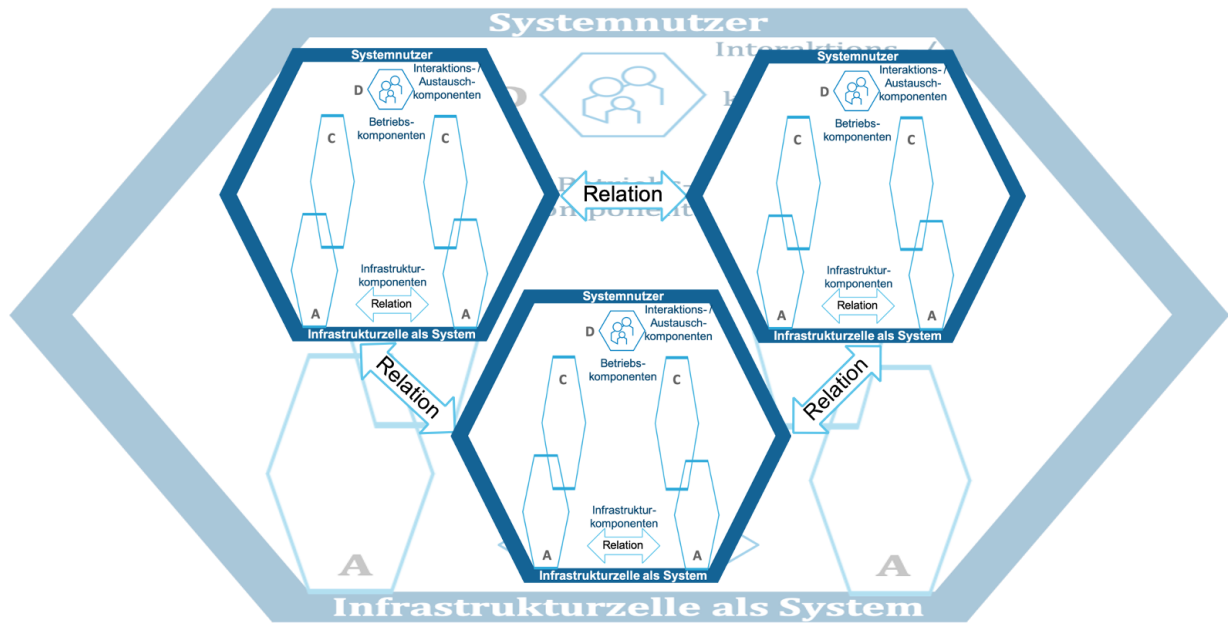 Systemnutzer
Systemnutzer
D
Interaktions-/
Austausch-
komponenten
Betriebs-
komponenten
C
C
Infrastruktur-
komponenten
Relation
A
A
Infrastrukturzelle als System
Relation
Systemnutzer
D
Interaktions-/
Austausch-
komponenten
Betriebs-
komponenten
C
C
Infrastruktur-
komponenten
Relation
A
A
Infrastrukturzelle als System
Systemnutzer
D
Interaktions-/
Austausch-
komponenten
Betriebs-
komponenten
C
C
Infrastruktur-
komponenten
Relation
A
A
Infrastrukturzelle als System
Relation
Relation
A
A
Infrastrukturzelle als System